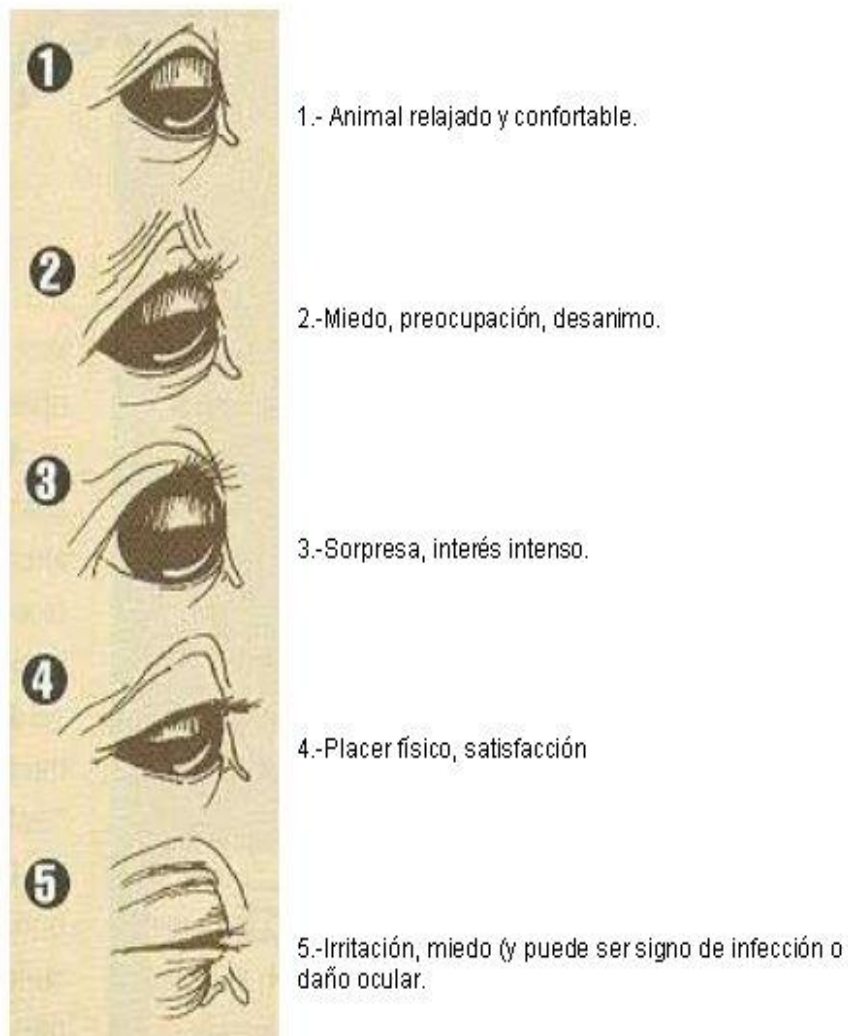 1
1.- Animal relajado y confortable.
2
2.-Miedo, preocupación, desanimo.
3
3.-Sorpresa, interés intenso.
4
4.-Placer físico, satisfacción
5
5.-Irritación, miedo (y puede ser signo de infección o
daño ocular.